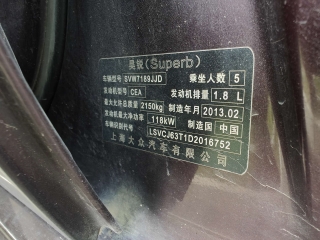 昊锐(Superb)
车辆型号 SVW7189JJD 乘坐人数 5
发动机型号 CEA 发动机排量 1.8 L
最大允许总质量 2150kg 制造年月 2013.02
发动机最大净功率 118kW 制造国 中国
车辆识别代号 LSVCJ63T1D2016752
上海大众汽车有限公司